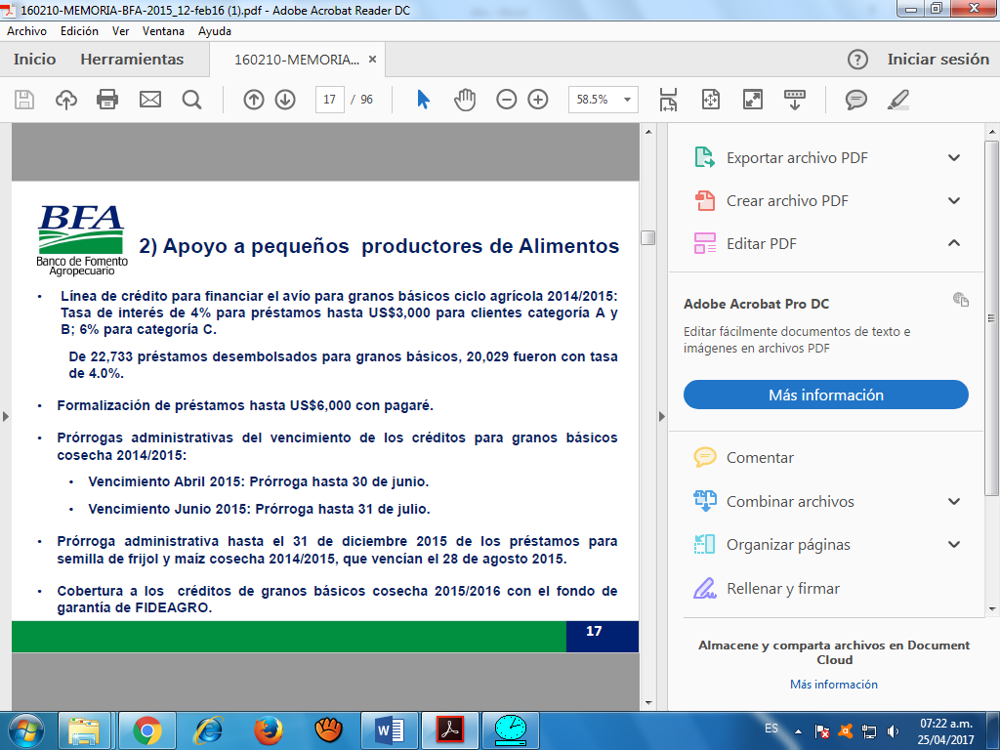 160210-MEMORIA-BFA-2015_12-feb16 (1).pdf - Adobe Acrobat Reader DC
Archivo Edición Ver Ventana Ayuda
Inicio Herramientas 160210-MEMORIA... × Iniciar sesión
17 / 96 58.5%
BFA
Banco de Fomento
Agropecuario
2) Apoyo a pequeños productores de Alimentos
• Línea de crédito para financiar el avío para granos básicos ciclo agrícola 2014/2015:
Tasa de interés de 4% para préstamos hasta US$3,000 para clientes categoría A y
B; 6% para categoría C.
De 22,733 préstamos desembolsados para granos básicos, 20,029 fueron con tasa
de 4.0%.
• Formalización de préstamos hasta US$6,000 con pagaré.
• Prórrogas administrativas del vencimiento de los créditos para granos básicos
cosecha 2014/2015:
• Vencimiento Abril 2015: Prórroga hasta 30 de junio.
• Vencimiento Junio 2015: Prórroga hasta 31 de julio.
• Prórroga administrativa hasta el 31 de diciembre 2015 de los préstamos para
semilla de frijol y maíz cosecha 2014/2015, que vencían el 28 de agosto 2015.
• Cobertura a los créditos de granos básicos cosecha 2015/2016 con el fondo de
garantía de FIDEAGRO.
17
Exportar archivo PDF
Crear archivo PDF
Editar PDF
Adobe Acrobat Pro DC
Editar fácilmente documentos de texto e
imágenes en archivos PDF
Más información
Comentar
Combinar archivos
Organizar páginas
Rellenar y firmar
Almacene y comparta archivos en Document
Cloud
Más información
ES
07:22 a.m.
25/04/2017